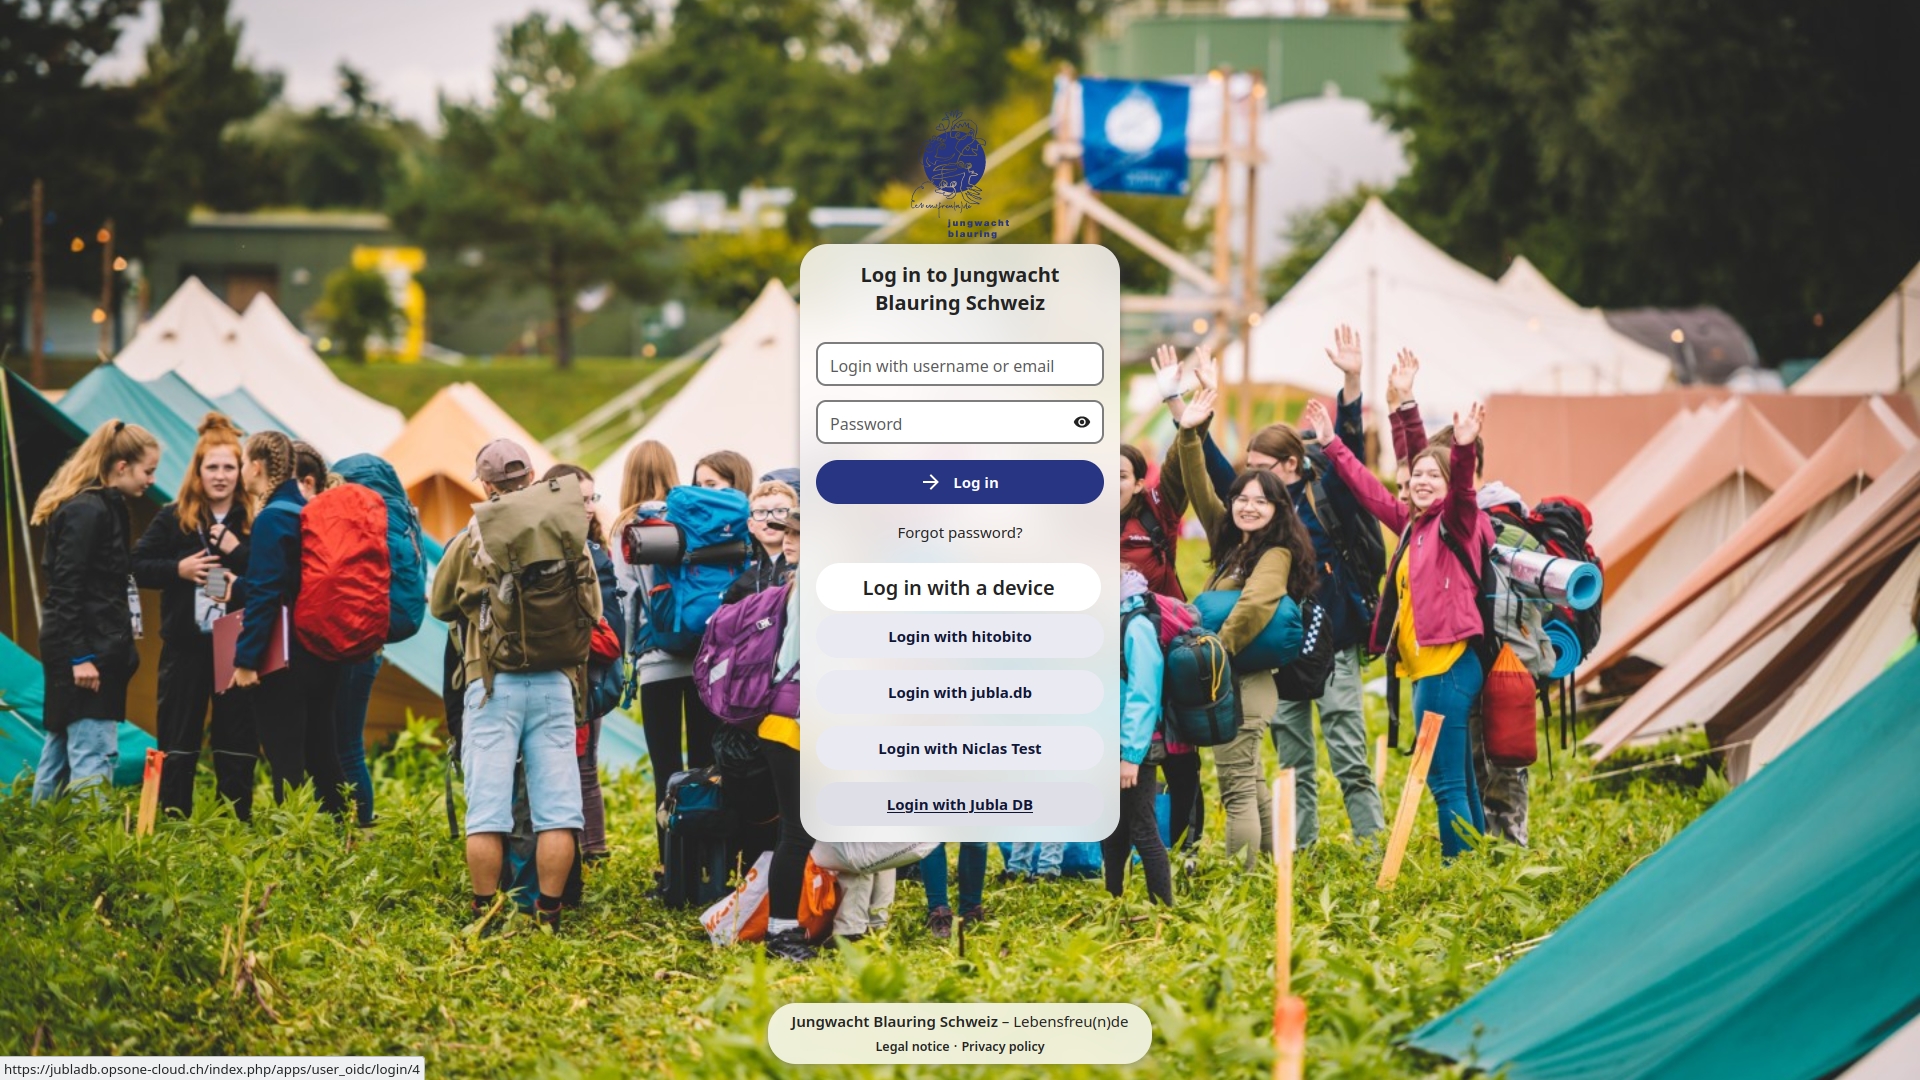 jungwacht
blauring
Log in to Jungwacht
Blauring Schweiz
Login with username or email
Password
Log in
Forgot password?
Log in with a device
Login with hitobito
Login with jubla.db
Login with Niclas Test
Login with Jubla DB
Jungwacht Blauring Schweiz – Lebensfreu(n)de
Legal notice · Privacy policy
https://jubladb.opsone-cloud.ch/index.php/apps/user_oidc/login/4